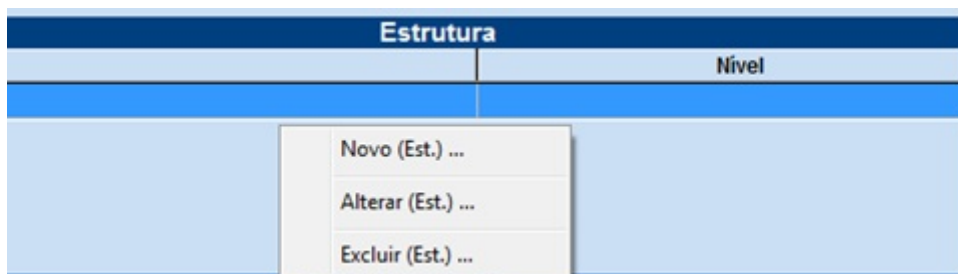 Estrutura
Nível
Novo (Est.) ...
Alterar (Est.) ...
Excluir (Est.) ...